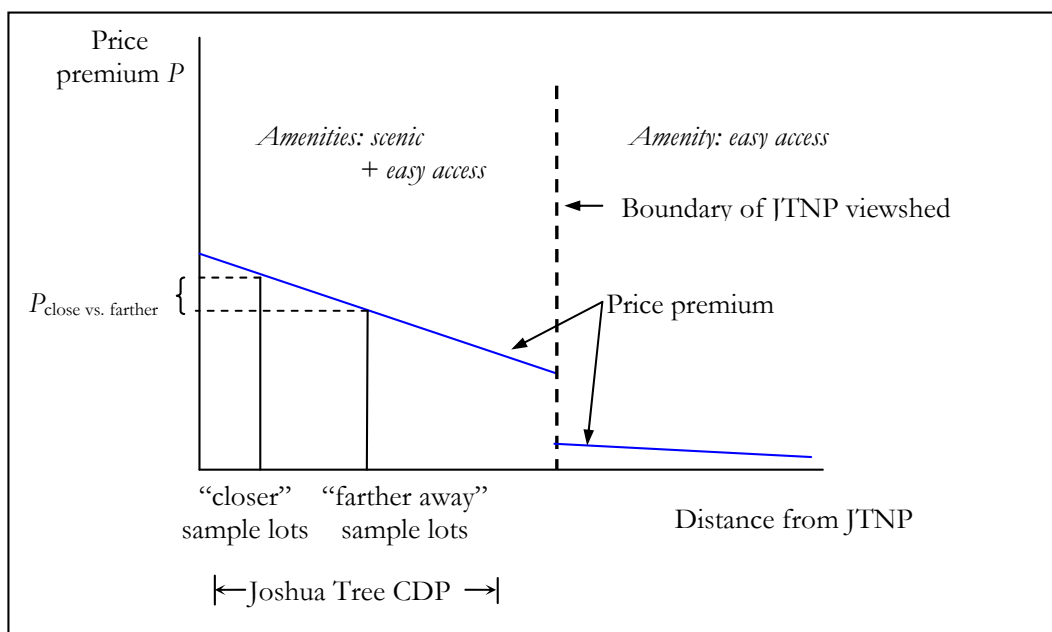 Price
premium P
Amenities: scenic
+ easy access
Amenity: easy access
Boundary of JTNP viewshed
P close vs. farther
Price premium
“closer”
sample lots
“farther away”
sample lots
Distance from JTNP
Joshua Tree CDP